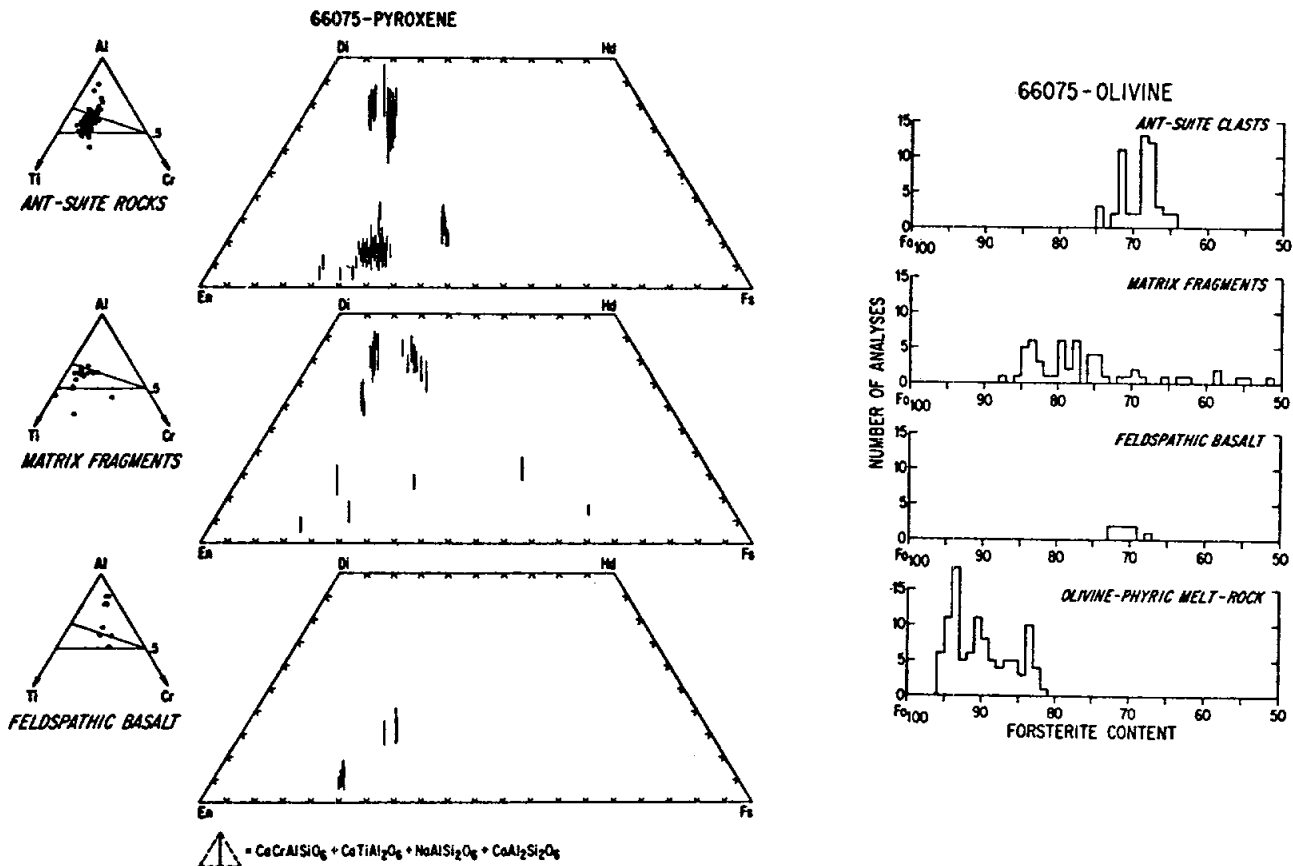 66075-PYROXENE
Al
Ti
Cr
.5
ANT-SUITE ROCKS
Di
Hd
En
Fs
Al
Ti
Cr
.5
MATRIX FRAGMENTS
Di
Hd
En
Fs
Al
Ti
Cr
.5
FELDSPATHIC BASALT
Di
Hd
En
Fs
= CaCrAlSiO6 + CaTiAl2O6 + NaAlSi2O6 + CaAl2Si2O6
66075-OLIVINE
NUMBER OF ANALYSES
ANT-SUITE CLASTS
15
10
5
0
Fo100 90 80 70 60 50
MATRIX FRAGMENTS
15
10
5
0
Fo100 90 80 70 60 50
FELDSPATHIC BASALT
15
10
5
0
Fo100 90 80 70 60 50
OLIVINE-PHYRIC MELT-ROCK
15
10
5
0
Fo100 90 80 70 60 50
FORSTERITE CONTENT